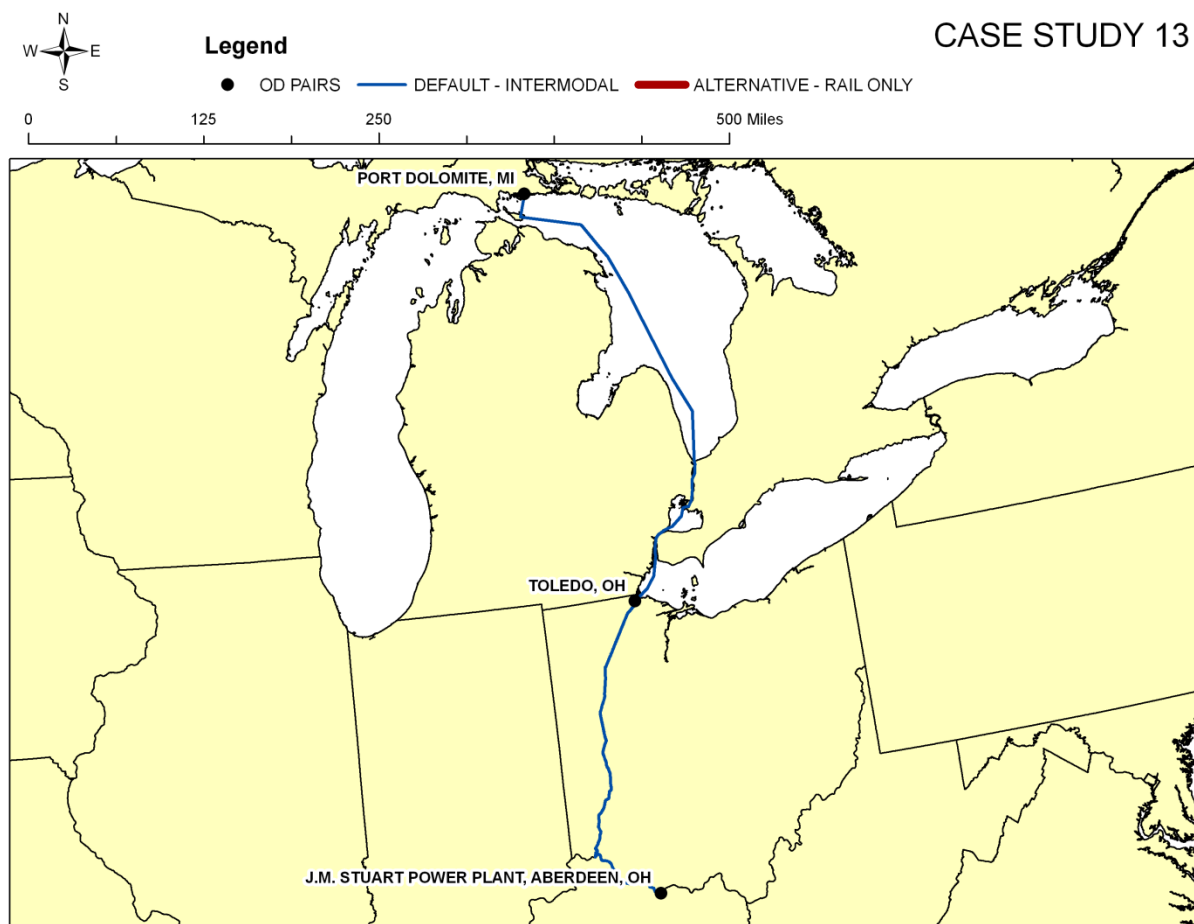 N
W E
S
Legend
CASE STUDY 13
OD PAIRS DEFAULT - INTERMODAL ALTERNATIVE - RAIL ONLY
0 125 250 500 Miles
PORT DOLOMITE, MI
TOLEDO, OH
J.M. STUART POWER PLANT, ABERDEEN, OH